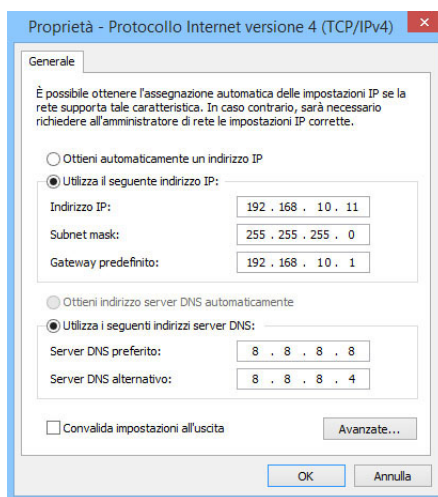 Proprietà - Protocollo Internet versione 4 (TCP/IPv4)
Generale
È possibile ottenere l'assegnazione automatica delle impostazioni IP se la
rete supporta tale caratteristica. In caso contrario, sarà necessario
richiedere all'amministratore di rete le impostazioni IP corrette.
Ottieni automaticamente un indirizzo IP
Utilizza il seguente indirizzo IP:
Indirizzo IP: 192 . 168 . 10 . 11
Subnet mask: 255 . 255 . 255 . 0
Gateway predefinito: 192 . 168 . 10 . 1
Ottieni indirizzo server DNS automaticamente
Utilizza i seguenti indirizzi server DNS:
Server DNS preferito: 8 . 8 . 8 . 8
Server DNS alternativo: 8 . 8 . 8 . 4
Convalida impostazioni all'uscita
Avanzate...
OK Annulla